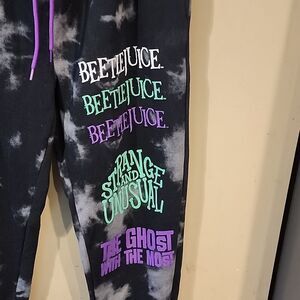 BEETLEJUICE.
BEETLEJUICE.
BEETLEJUICE.
STRANGE
AND
UNUSUAL
THE GHOST
WITH THE MOST